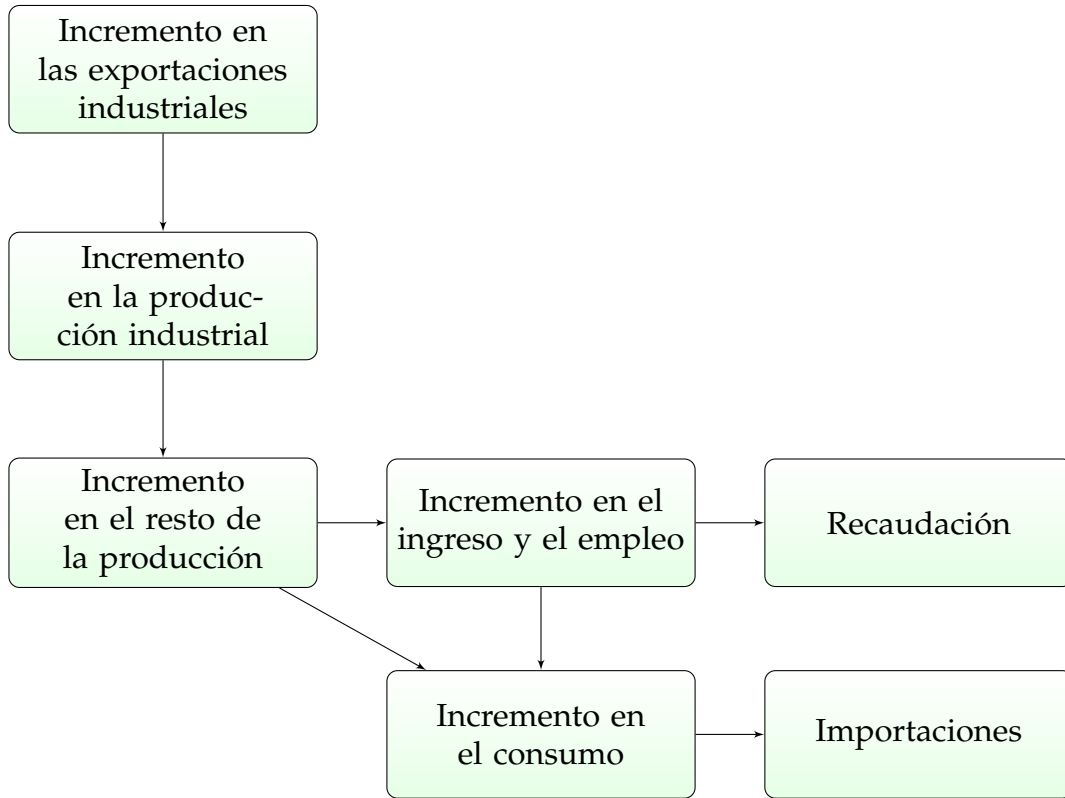 Incremento en
las exportaciones
industriales
Incremento
en la produc-
ción industrial
Incremento
en el resto de
la producción
Incremento en el
ingreso y el empleo
Recaudación
Incremento en
el consumo
Importaciones